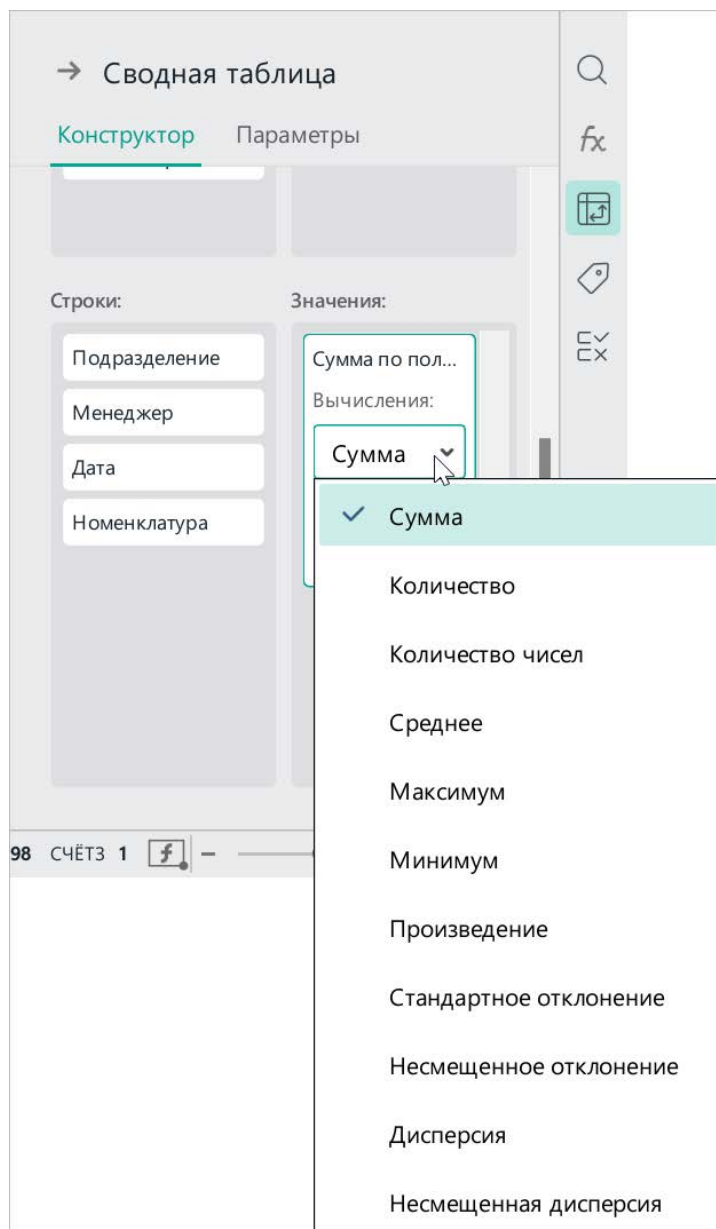 Сводная таблица
Конструктор Параметры
Строки: Значения:
Подразделение
Менеджер
Дата
Номенклатура
Сумма по пол...
Вычисления:
Сумма
Сумма
Количество
Количество чисел
Среднее
Максимум
Минимум
Произведение
Стандартное отклонение
Несмещенное отклонение
Дисперсия
Несмещенная дисперсия
98 СЧЁТЗ 1